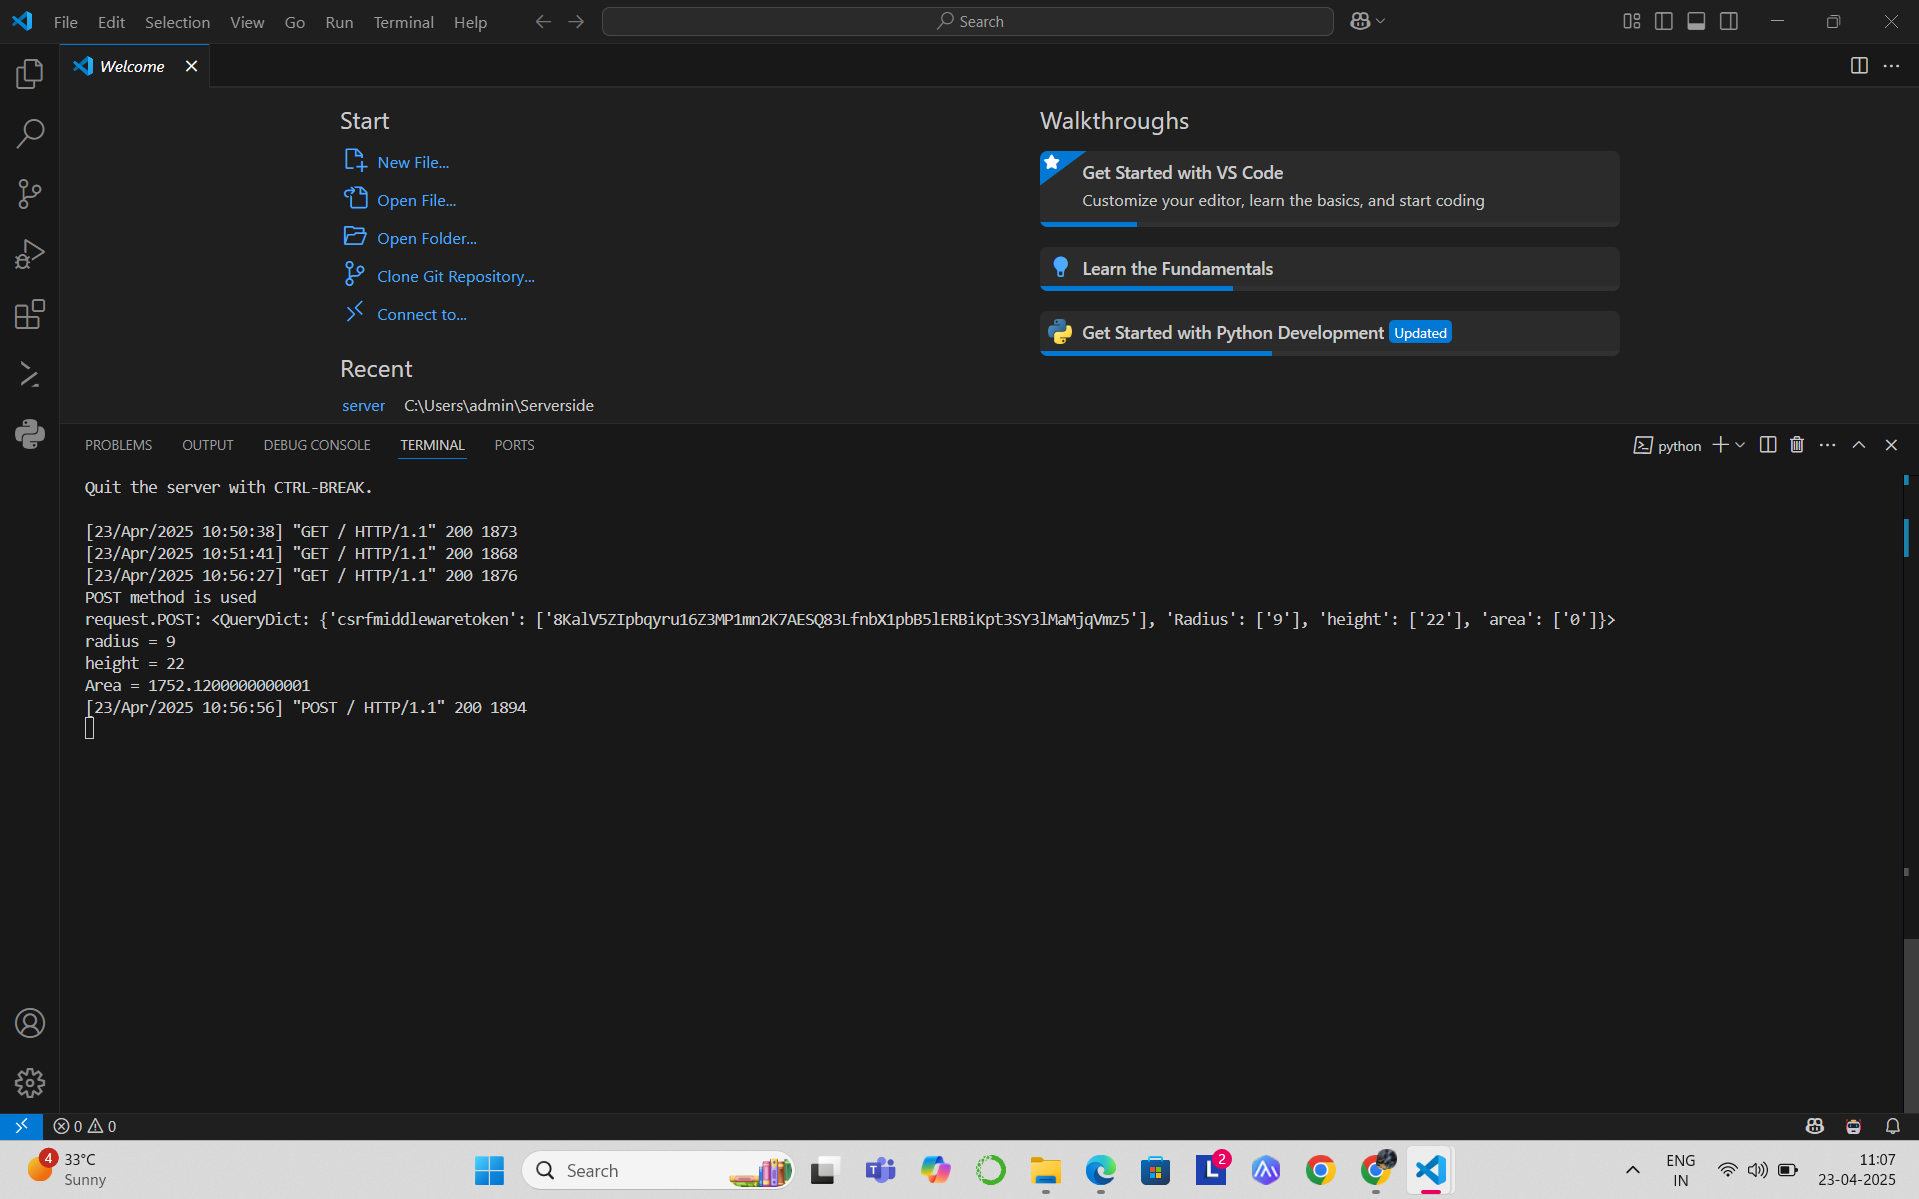 File Edit Selection View Go Run Terminal Help
Search
Welcome
Start
New File...
Open File...
Open Folder...
Clone Git Repository...
Connect to...
Recent
server C:\Users\admin\Serverside
Walkthroughs
Get Started with VS Code
Customize your editor, learn the basics, and start coding
Learn the Fundamentals
Get Started with Python Development Updated
PROBLEMS OUTPUT DEBUG CONSOLE TERMINAL PORTS
python
Quit the server with CTRL-BREAK.
[23/Apr/2025 10:50:38] "GET / HTTP/1.1" 200 1873
[23/Apr/2025 10:51:41] "GET / HTTP/1.1" 200 1868
[23/Apr/2025 10:56:27] "GET / HTTP/1.1" 200 1876
POST method is used
request.POST: <QueryDict: {'csrfmiddlewaretoken': ['8KalV5ZIpbqyru16Z3MP1mn2K7AESQ83LfnbX1pbB5lERBiKpt3SY3lMaMjqVmz5'], 'Radius': ['9'], 'height': ['22'], 'area': ['0']}>
radius = 9
height = 22
Area = 1752.1200000000001
[23/Apr/2025 10:56:56] "POST / HTTP/1.1" 200 1894
0 0
4
33°C
Sunny
Search
L
2
ENG
IN
11:07
23-04-2025